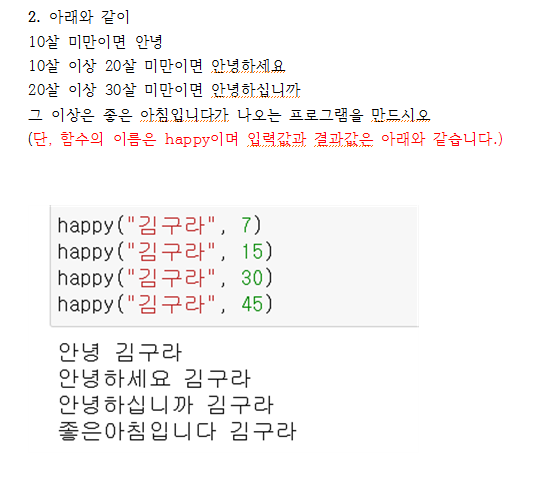 2. 아래와 같이
10살 미만이면 안녕
10살 이상 20살 미만이면 안녕하세요
20살 이상 30살 미만이면 안녕하십니까
그 이상은 좋은 아침입니다가 나오는 프로그램을 만드시오
(단, 함수의 이름은 happy이며 입력값과 결과값은 아래와 같습니다.)
happy("김구라", 7)
happy("김구라", 15)
happy("김구라", 30)
happy("김구라", 45)
안녕 김구라
안녕하세요 김구라
안녕하십니까 김구라
좋은아침입니다 김구라